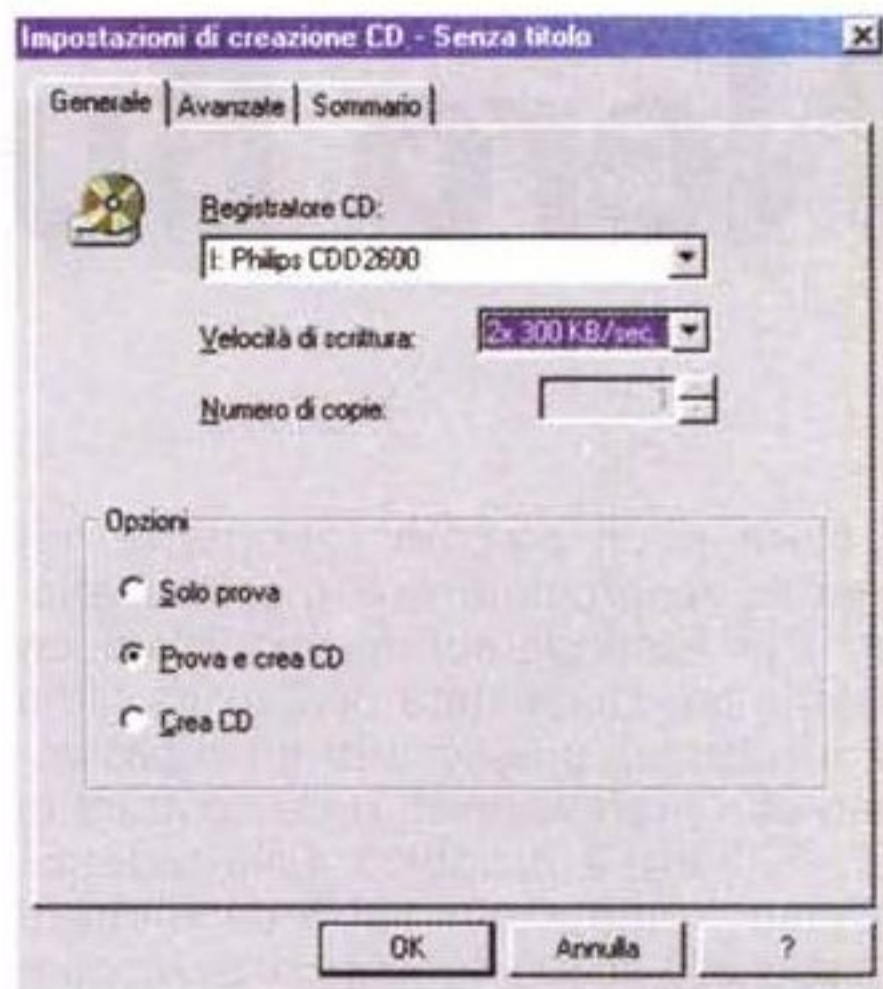 Impostazioni di creazione CD - Senza titolo
Generale Avanzate Sommario
Registratore CD:
I: Philips CDD2600
Velocità di scrittura:
2x 300 KB/sec.
Numero di copie:
Opzioni
Solo prova
Prova e crea CD
Crea CD
OK Annulla ?